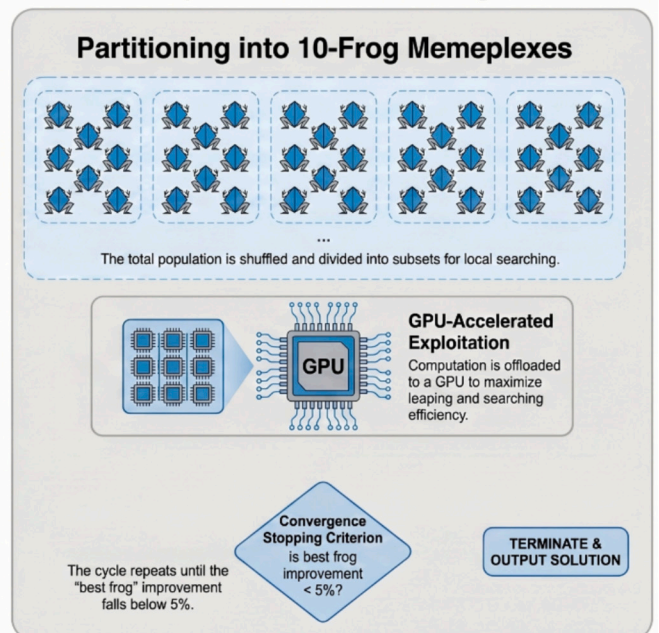 Partitioning into 10-Frog Memeplexes
...
The total population is shuffled and divided into subsets for local searching.
GPU
GPU-Accelerated
Exploitation
Computation is offloaded
to a GPU to maximize
leaping and searching
efficiency.
The cycle repeats until the
"best frog" improvement
falls below 5%.
Convergence
Stopping Criterion
is best frog
improvement
< 5%?
TERMINATE &
OUTPUT SOLUTION